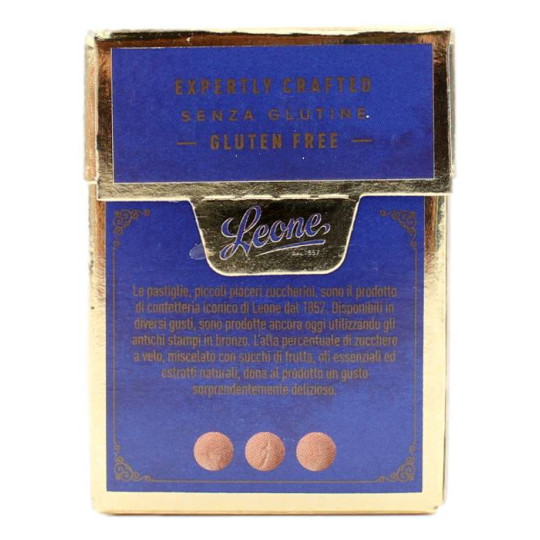 EXPERTLY CRAFTED
SENZA GLUTINE
— GLUTEN FREE —
Leone
DAL 1857
Le pastiglie, piccoli piaceri zuccherini, sono il prodotto
di confetteria iconico di Leone dal 1857. Disponibili in
diversi gusti, sono prodotte ancora oggi utilizzando gli
antichi stampi in bronzo. L'alta percentuale di zucchero
a velo, miscelato con succhi di frutta, oli essenziali ed
estratti naturali, dona al prodotto un gusto
sorprendentemente delizioso.